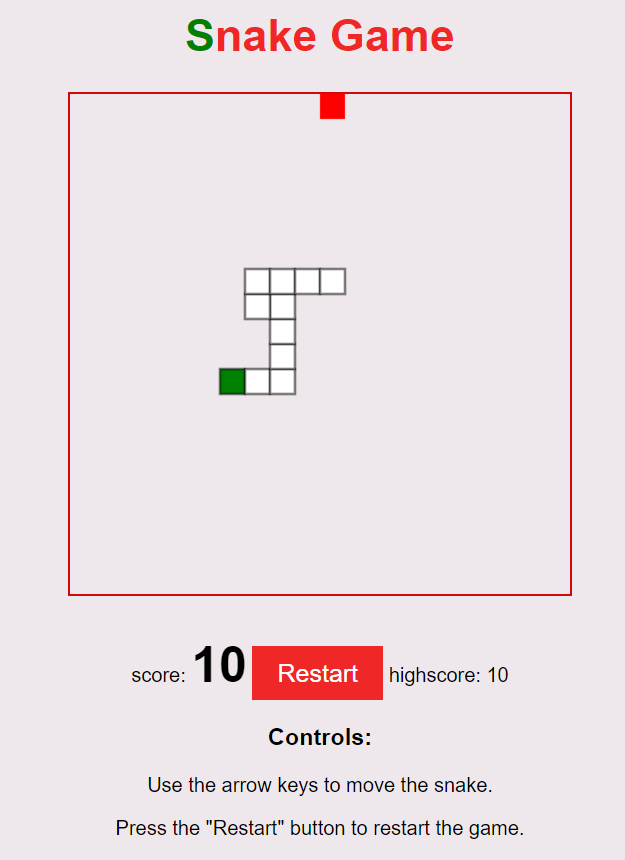 Snake Game
score: 10 Restart highscore: 10
Controls:
Use the arrow keys to move the snake.
Press the "Restart" button to restart the game.